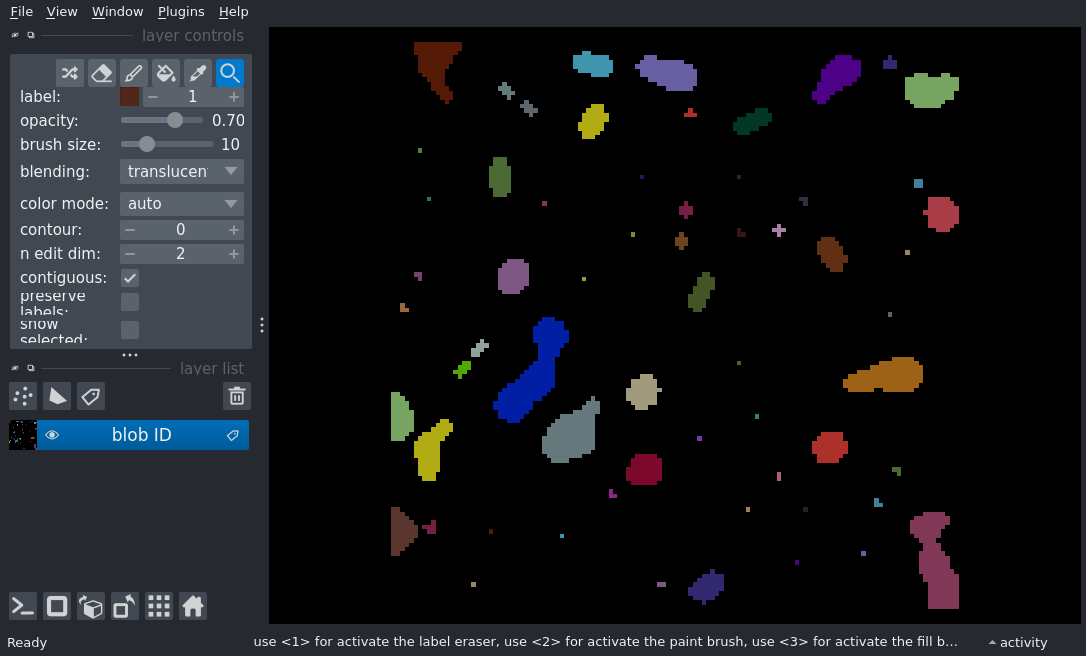 File View Window Plugins Help
layer controls
label: 1
opacity: 0.70
brush size: 10
blending: translucen
color mode: auto
contour: 0
n edit dim: 2
contiguous:
preserve
labels:
show
selected:
layer list
blob ID
Ready use <1> for activate the label eraser, use <2> for activate the paint brush, use <3> for activate the fill b... activity